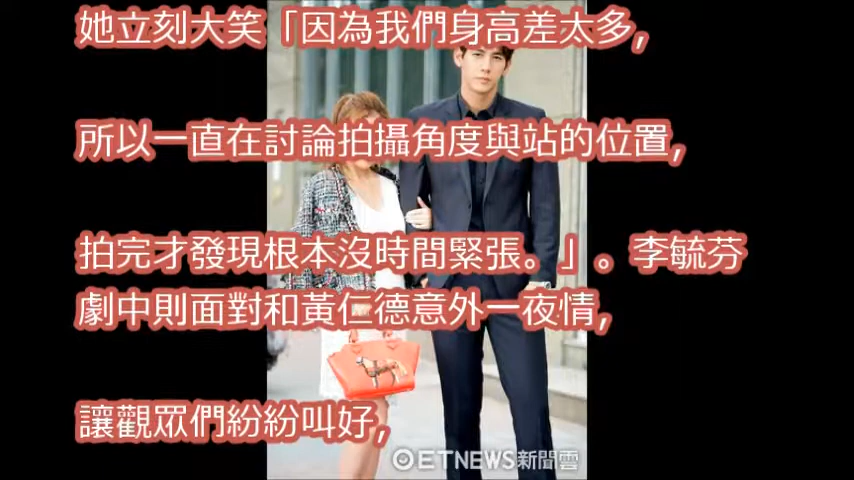 她立刻大笑「因為我們身高差太多，
所以一直在討論拍攝角度與站的位置，
拍完才發現根本沒時間緊張。」。李毓芬
劇中則面對和黃仁德意外一夜情，
讓觀眾們紛紛叫好，
ETNEWS新聞雲